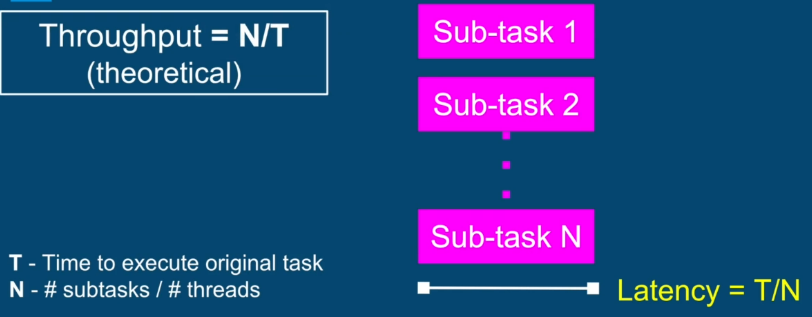 Throughput = N/T
(theoretical)
Sub-task 1
Sub-task 2
Sub-task N
T - Time to execute original task
N - # subtasks / # threads
Latency = T/N